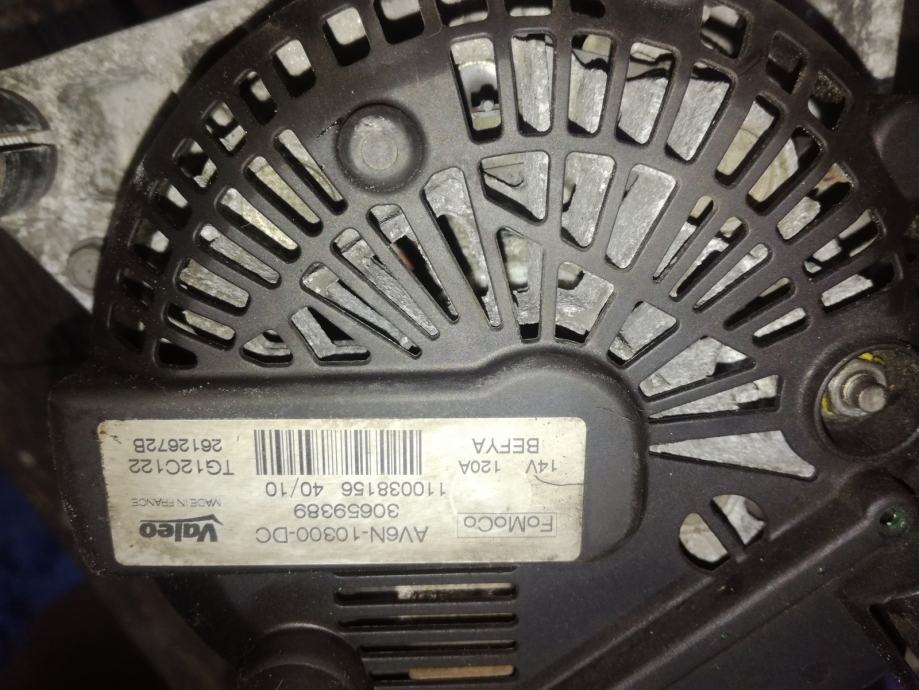 FoMoCo AV6N-10300-DC Valeo
30659389 MADE IN FRANCE
14V 120A 110038156 40/10 TG12C122
BEFYA 2612672B